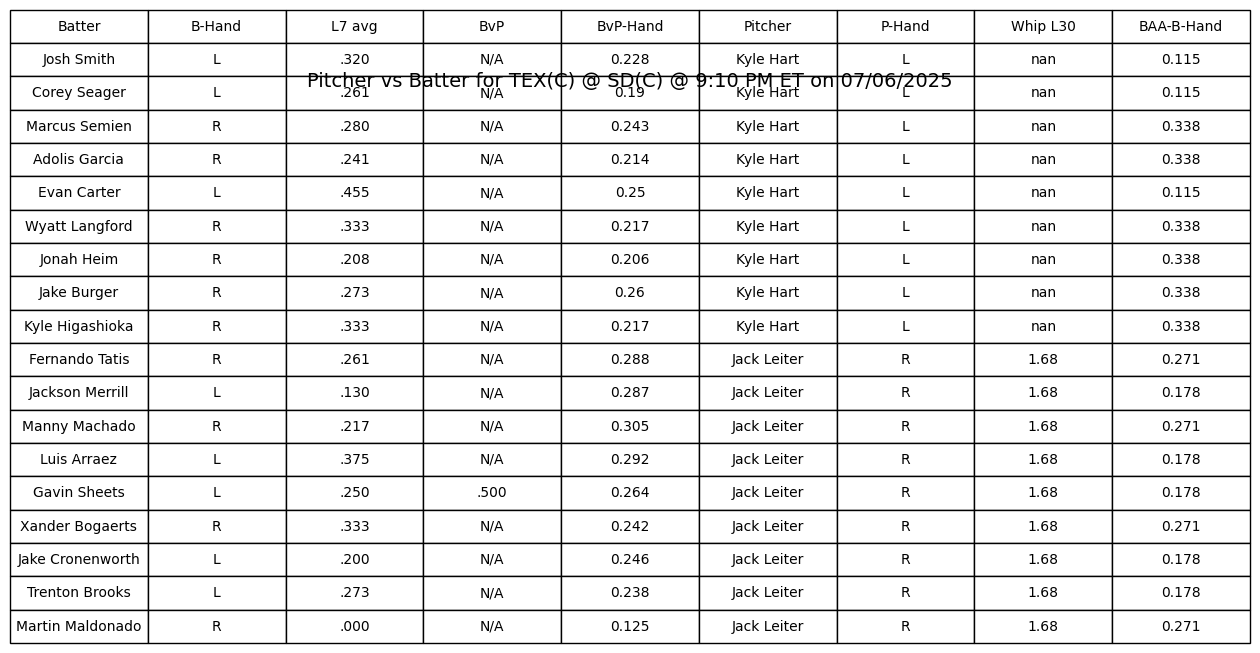 Batter B-Hand L7 avg BvP BvP-Hand Pitcher P-Hand Whip L30 BAA-B-Hand
Josh Smith L .320 N/A 0.228 Kyle Hart L nan 0.115
Pitcher vs Batter for TEX(C) @ SD(C) @ 9:10 PM ET on 07/06/2025
Corey Seager L .261 N/A 0.19 Kyle Hart L nan 0.115
Marcus Semien R .280 N/A 0.243 Kyle Hart L nan 0.338
Adolis Garcia R .241 N/A 0.214 Kyle Hart L nan 0.338
Evan Carter L .455 N/A 0.25 Kyle Hart L nan 0.115
Wyatt Langford R .333 N/A 0.217 Kyle Hart L nan 0.338
Jonah Heim R .208 N/A 0.206 Kyle Hart L nan 0.338
Jake Burger R .273 N/A 0.26 Kyle Hart L nan 0.338
Kyle Higashioka R .333 N/A 0.217 Kyle Hart L nan 0.338
Fernando Tatis R .261 N/A 0.288 Jack Leiter R 1.68 0.271
Jackson Merrill L .130 N/A 0.287 Jack Leiter R 1.68 0.178
Manny Machado R .217 N/A 0.305 Jack Leiter R 1.68 0.271
Luis Arraez L .375 N/A 0.292 Jack Leiter R 1.68 0.178
Gavin Sheets L .250 .500 0.264 Jack Leiter R 1.68 0.178
Xander Bogaerts R .333 N/A 0.242 Jack Leiter R 1.68 0.271
Jake Cronenworth L .200 N/A 0.246 Jack Leiter R 1.68 0.178
Trenton Brooks L .273 N/A 0.238 Jack Leiter R 1.68 0.178
Martin Maldonado R .000 N/A 0.125 Jack Leiter R 1.68 0.271